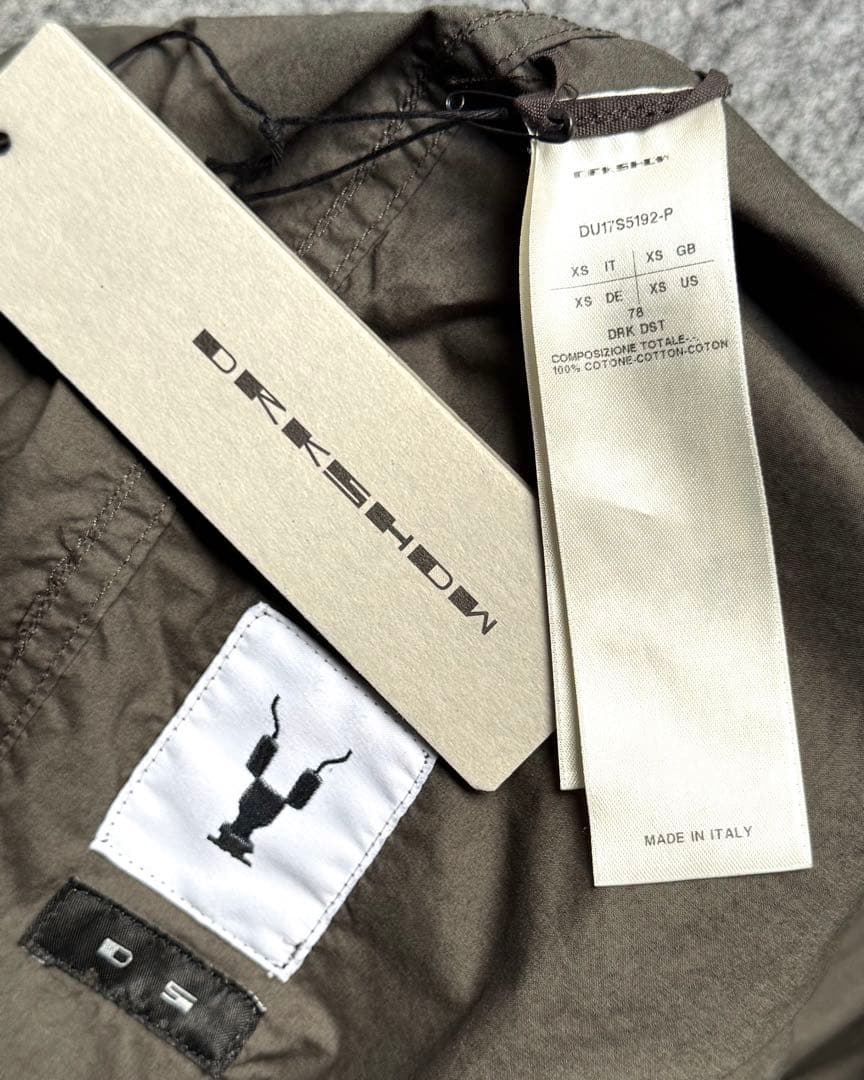 DRKSHDW
DRKSHDW
DU17S5192-P
XS IT XS GB
XS DE XS US
78
DRK DST
COMPOSIZIONE TOTALE-.-.
100% COTONE-COTTON-COTON
MADE IN ITALY
D S